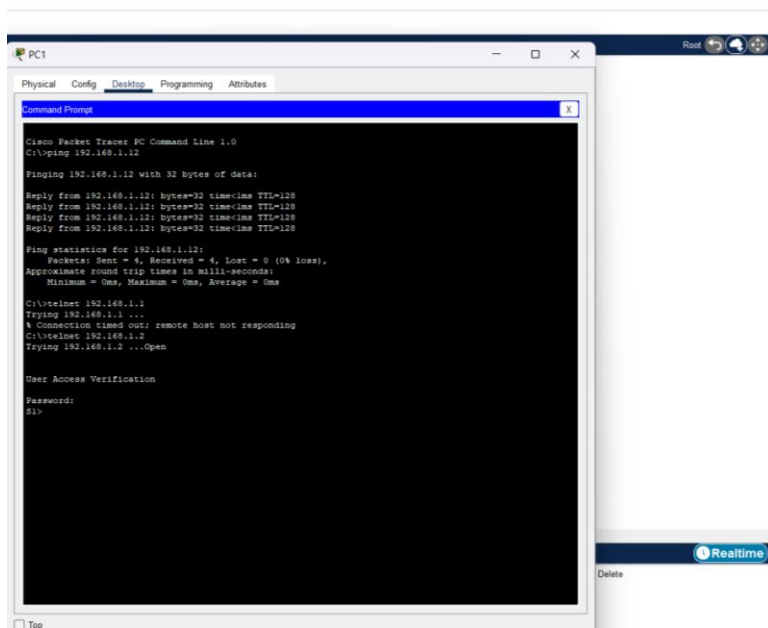 Root
PC1
Physical Config Desktop Programming Attributes
Command Prompt
X
Cisco Packet Tracer PC Command Line 1.0
C:\>ping 192.168.1.12
Pinging 192.168.1.12 with 32 bytes of data:
Reply from 192.168.1.12: bytes=32 time<1ms TTL=128
Reply from 192.168.1.12: bytes=32 time<1ms TTL=128
Reply from 192.168.1.12: bytes=32 time<1ms TTL=128
Reply from 192.168.1.12: bytes=32 time<1ms TTL=128
Ping statistics for 192.168.1.12:
Packets: Sent = 4, Received = 4, Lost = 0 (0% loss),
Approximate round trip times in milli-seconds:
Minimum = 0ms, Maximum = 0ms, Average = 0ms
C:\>telnet 192.168.1.1
Trying 192.168.1.1 ...
% Connection timed out; remote host not responding
C:\>telnet 192.168.1.2
Trying 192.168.1.2 ...Open
User Access Verification
Password:
S1>
Realtime
Delete
Top